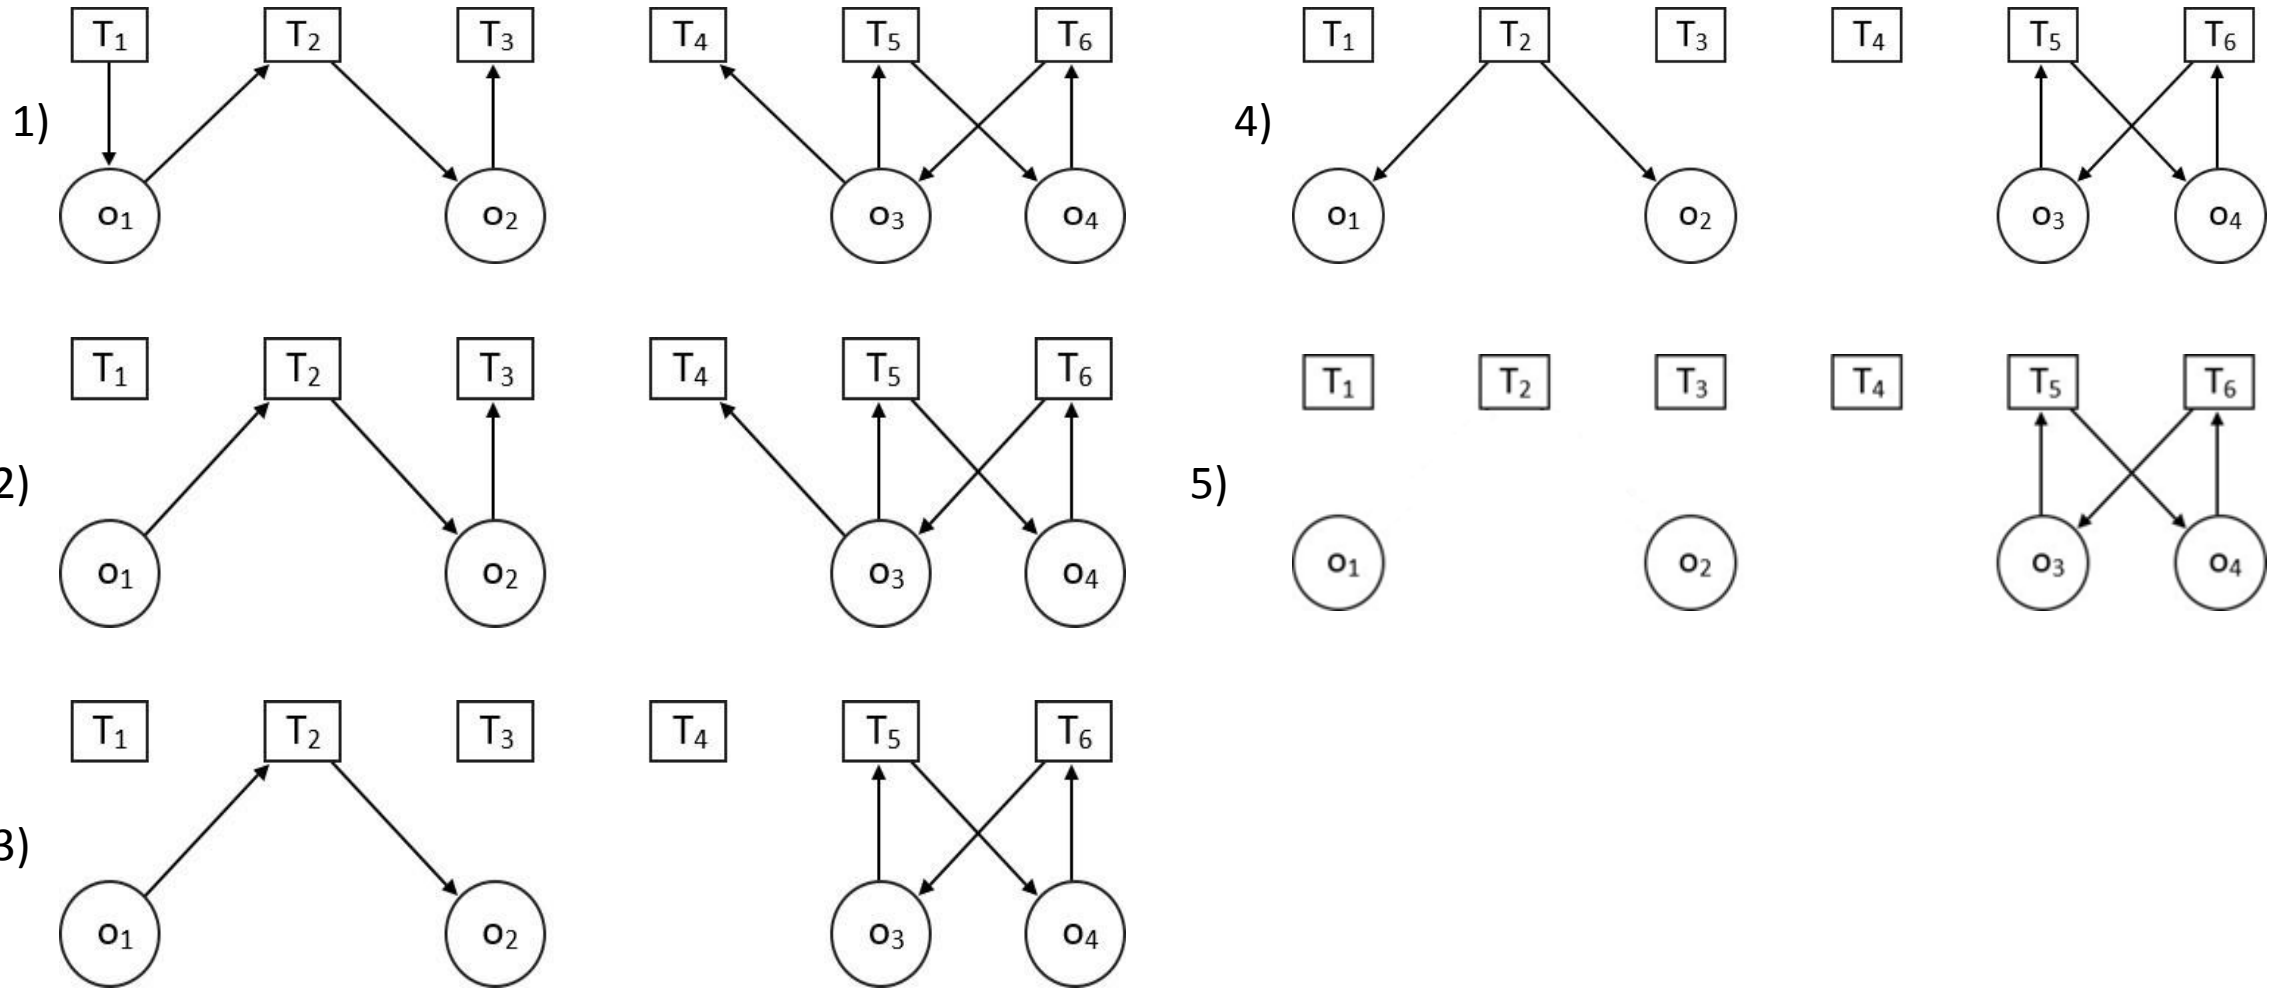 1)
T₁ T₂ T₃ T₄ T₅ T₆
o₁ o₂ o₃ o₄
2)
T₁ T₂ T₃ T₄ T₅ T₆
o₁ o₂ o₃ o₄
3)
T₁ T₂ T₃ T₄ T₅ T₆
o₁ o₂ o₃ o₄
4)
T₁ T₂ T₃ T₄ T₅ T₆
o₁ o₂ o₃ o₄
5)
T₁ T₂ T₃ T₄ T₅ T₆
o₁ o₂ o₃ o₄